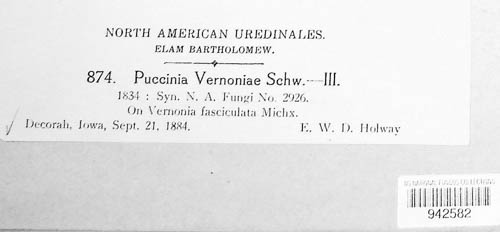 NORTH AMERICAN UREDINALES.
ELAM BARTHOLOMEW.
874. Puccinia Vernoniae Schw.—III.
1834 : Syn. N. A. Fungi No. 2926.
On Vernonia fasciculata Michx.
Decorah, Iowa, Sept. 21, 1884. E. W. D. Holway
942582